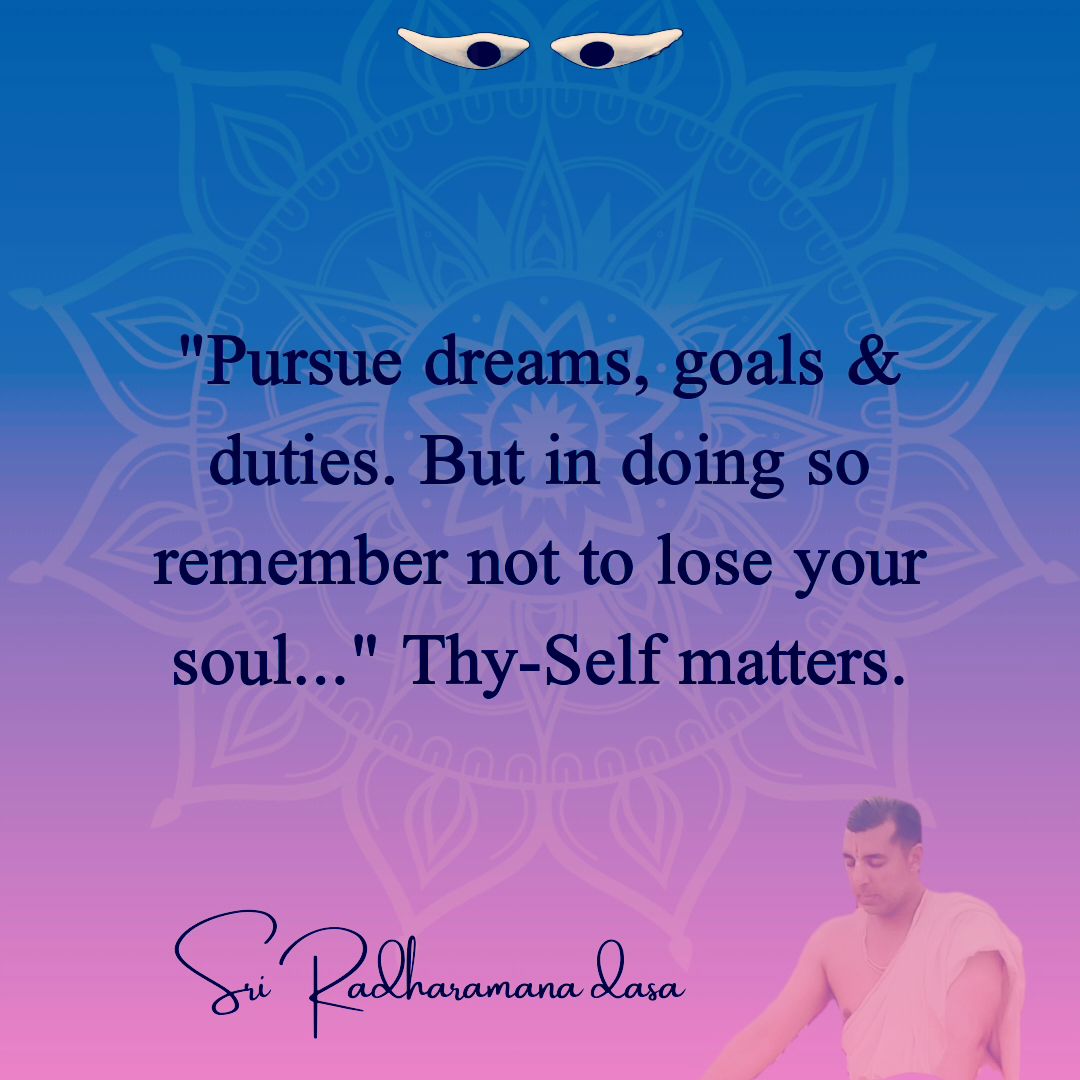 "Pursue dreams, goals &
duties. But in doing so
remember not to lose your
soul..." Thy-Self matters.
Sri Radharamana dasa